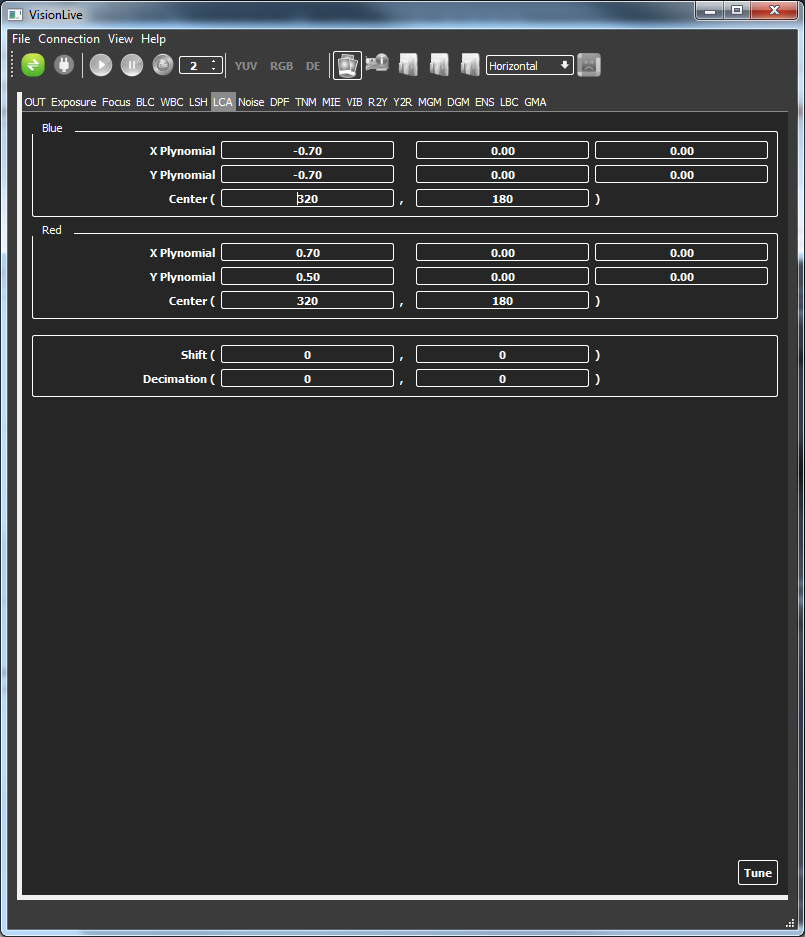 VisionLive
File Connection View Help
2 YUV RGB DE Horizontal
OUT Exposure Focus BLC WBC LSH LCA Noise DPF TNM MIE VIB R2Y Y2R MGM DGM ENS LBC GMA
Blue
X Plynomial -0.70 0.00 0.00
Y Plynomial -0.70 0.00 0.00
Center ( 320 , 180 )
Red
X Plynomial 0.70 0.00 0.00
Y Plynomial 0.50 0.00 0.00
Center ( 320 , 180 )
Shift ( 0 , 0 )
Decimation ( 0 , 0 )
Tune